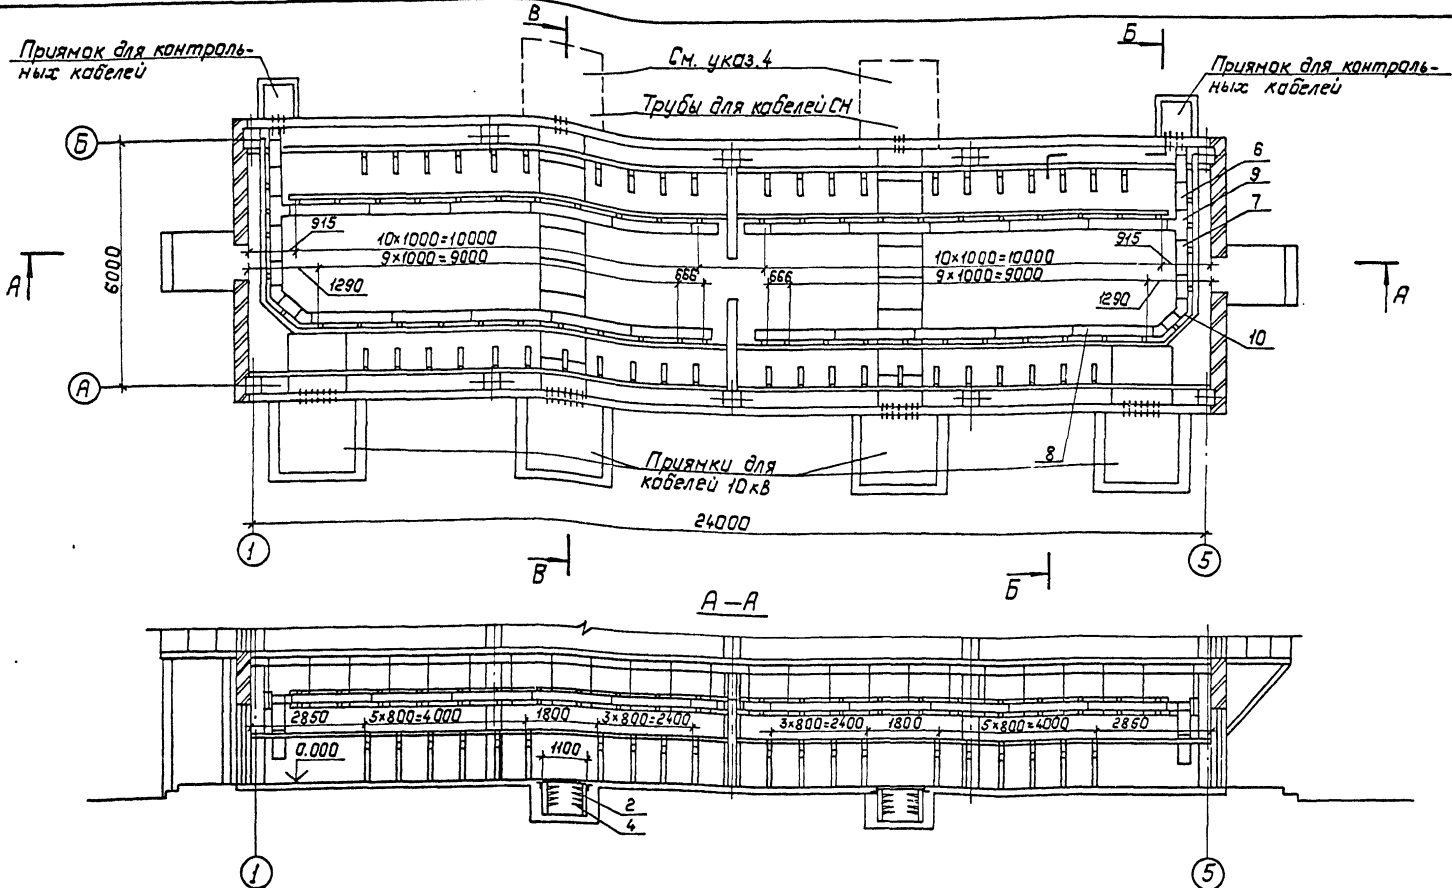 В
Б
Приямок для контроль-
ных кабелей
См. указ. 4
Приямок для контроль-
ных кабелей
Трубы для кабелей СН
Б
6
9
7
915
10×1000=10000
9×1000=9000
1290
666
666
915
10×1000=10000
9×1000=9000
1290
А
А
6000
10
А
8
Приямки для
кабелей 10кВ
24000
1
5
В
Б
А–А
2850
5×800=4000
1800
3×800=2400
3×800=2400
1800
5×800=4000
2850
0.000
1100
2
4
1
5